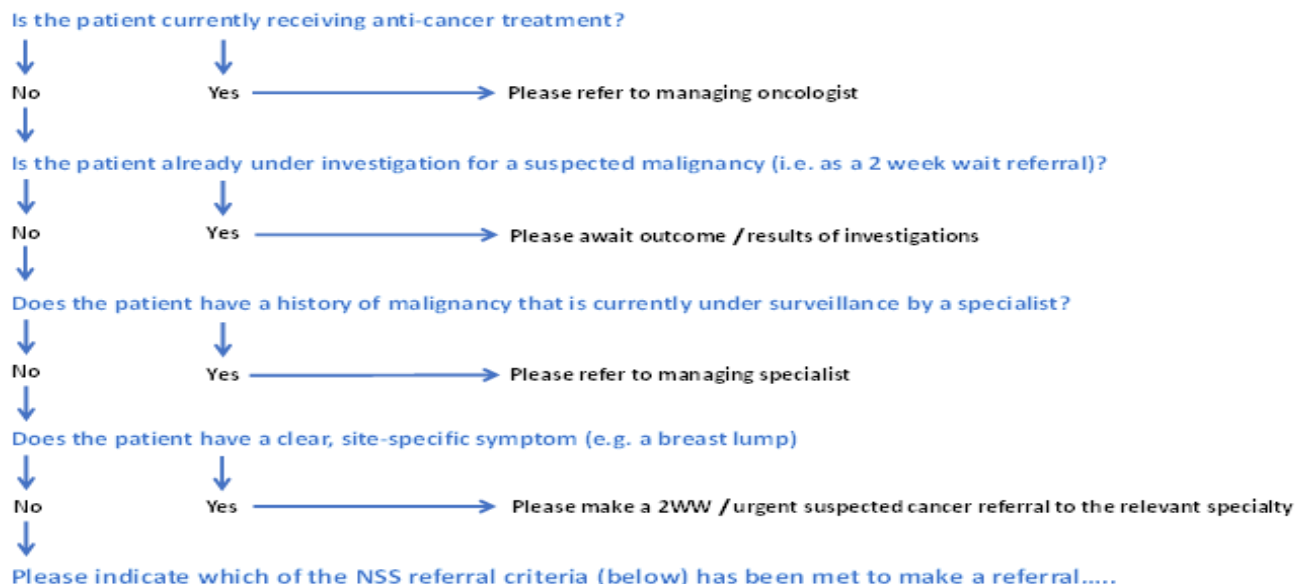 Is the patient currently receiving anti-cancer treatment?
No
Yes
Please refer to managing oncologist
Is the patient already under investigation for a suspected malignancy (i.e. as a 2 week wait referral)?
No
Yes
Please await outcome / results of investigations
Does the patient have a history of malignancy that is currently under surveillance by a specialist?
No
Yes
Please refer to managing specialist
Does the patient have a clear, site-specific symptom (e.g. a breast lump)
No
Yes
Please make a 2WW / urgent suspected cancer referral to the relevant specialty
Please indicate which of the NSS referral criteria (below) has been met to make a referral.....